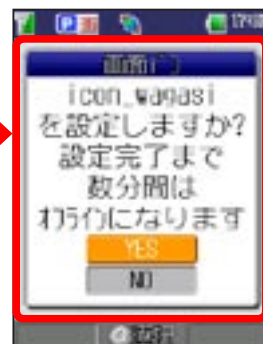 icon_wagasi
を設定しますか?
設定完了まで
数分間は
ｵﾌﾗｲﾝになります
YES
NO